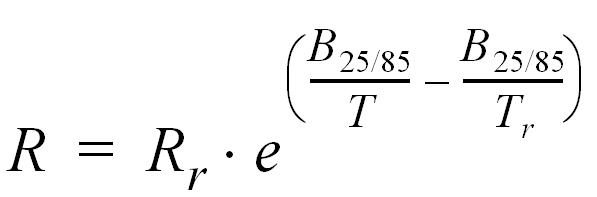 R = R_r · e^(B_25/85 / T − B_25/85 / T_r)